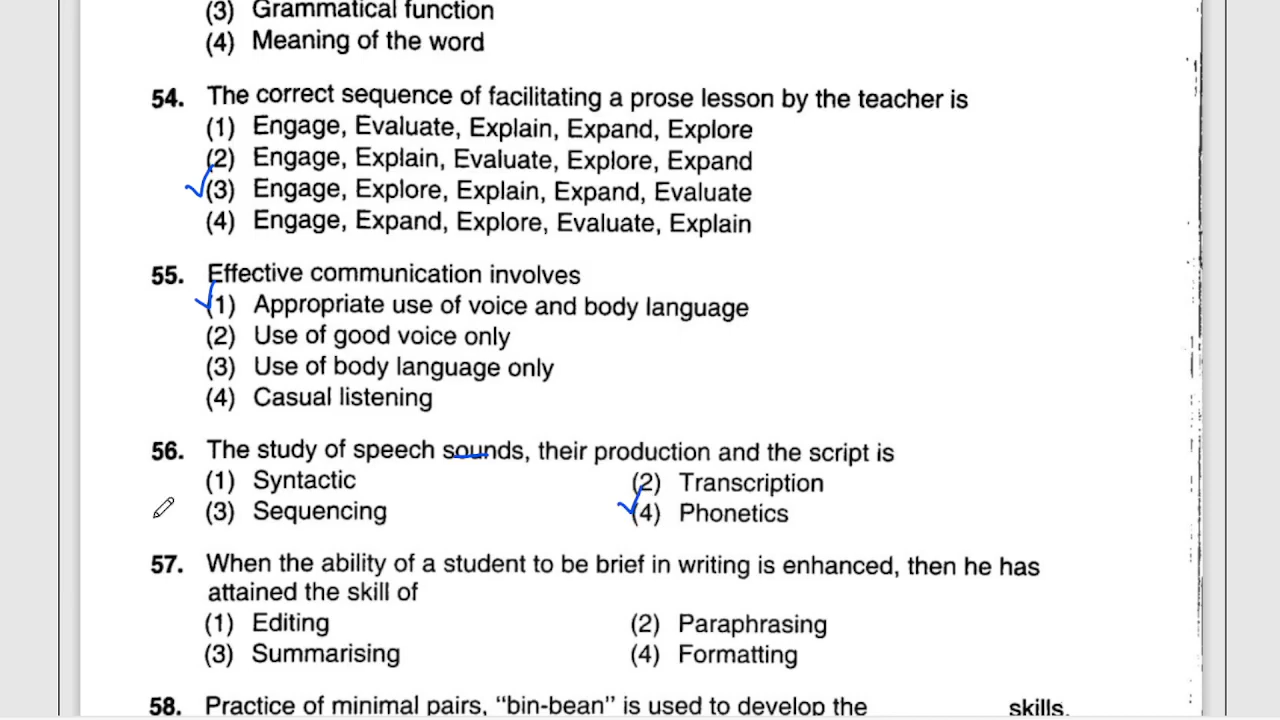 (3) Grammatical function
(4) Meaning of the word
54. The correct sequence of facilitating a prose lesson by the teacher is
(1) Engage, Evaluate, Explain, Expand, Explore
(2) Engage, Explain, Evaluate, Explore, Expand
(3) Engage, Explore, Explain, Expand, Evaluate
(4) Engage, Expand, Explore, Evaluate, Explain
55. Effective communication involves
(1) Appropriate use of voice and body language
(2) Use of good voice only
(3) Use of body language only
(4) Casual listening
56. The study of speech sounds, their production and the script is
(1) Syntactic (2) Transcription
(3) Sequencing (4) Phonetics
57. When the ability of a student to be brief in writing is enhanced, then he has
attained the skill of
(1) Editing (2) Paraphrasing
(3) Summarising (4) Formatting
58. Practice of minimal pairs, “bin-bean” is used to develop the ________ skills.